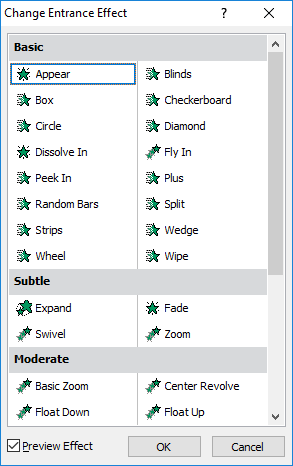 Change Entrance Effect ? ×
Basic
Appear Blinds
Box Checkerboard
Circle Diamond
Dissolve In Fly In
Peek In Plus
Random Bars Split
Strips Wedge
Wheel Wipe
Subtle
Expand Fade
Swivel Zoom
Moderate
Basic Zoom Center Revolve
Float Down Float Up
Preview Effect OK Cancel